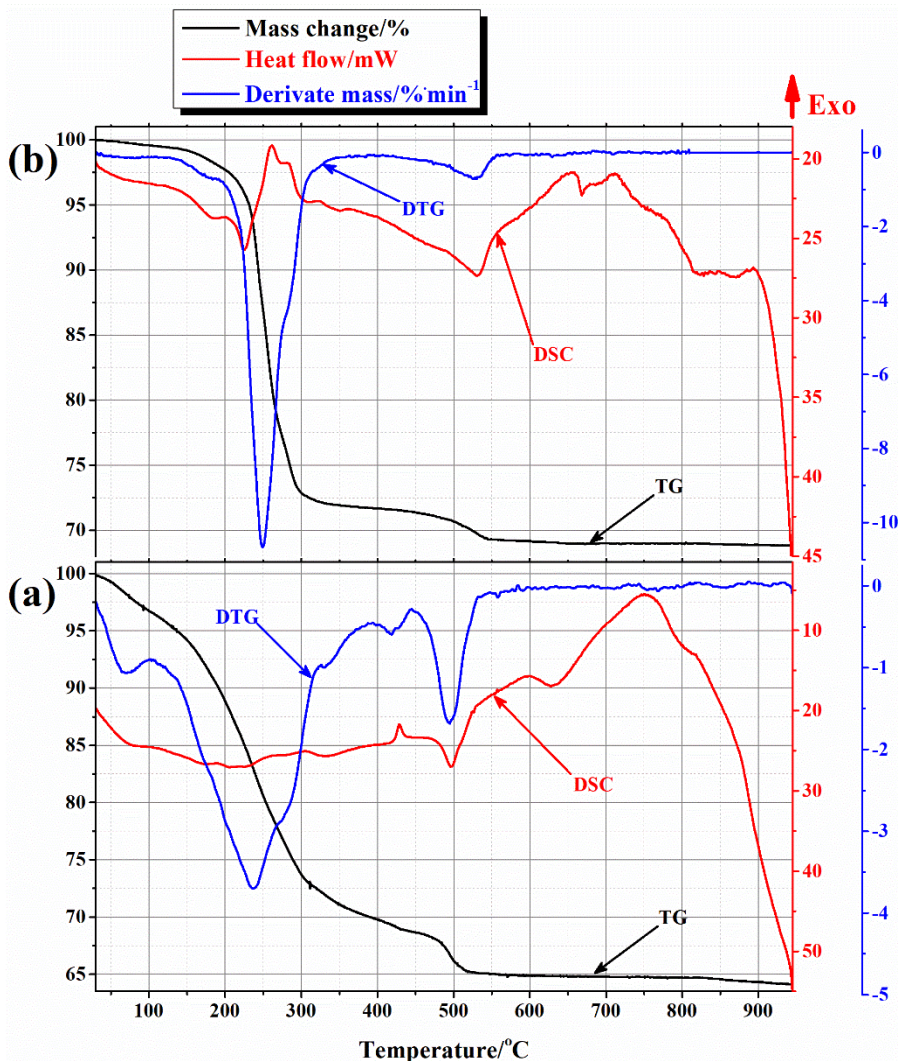 Mass change/%
Heat flow/mW
Derivate mass/%·min-1
Exo
(b)
100
95
90
85
80
75
70
20
25
30
35
40
45
0
-2
-4
-6
-8
-10
DTG
DSC
TG
(a)
100
95
90
85
80
75
70
65
10
20
30
40
50
0
-1
-2
-3
-4
-5
DTG
DSC
TG
100 200 300 400 500 600 700 800 900
Temperature/oC